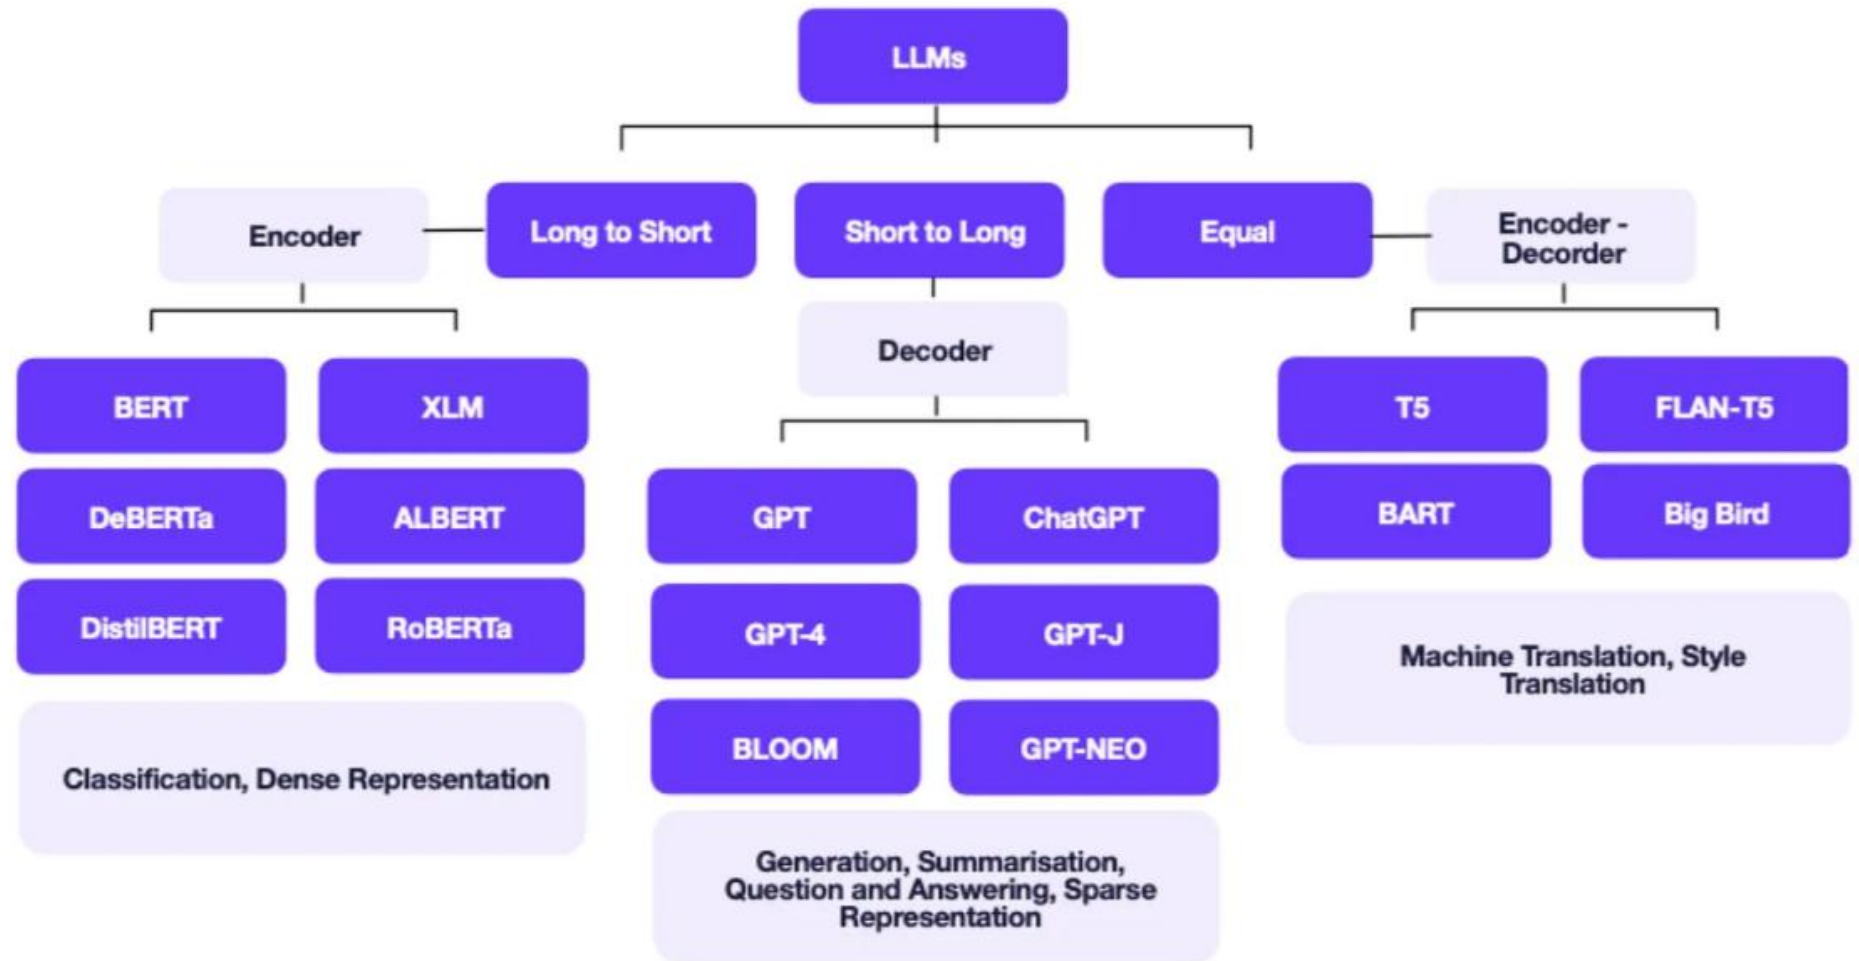 LLMs
Encoder
Long to Short
Short to Long
Equal
Encoder -
Decorder
Decoder
BERT
XLM
DeBERTa
ALBERT
DistilBERT
RoBERTa
Classification, Dense Representation
GPT
ChatGPT
GPT-4
GPT-J
BLOOM
GPT-NEO
Generation, Summarisation,
Question and Answering, Sparse
Representation
T5
FLAN-T5
BART
Big Bird
Machine Translation, Style
Translation